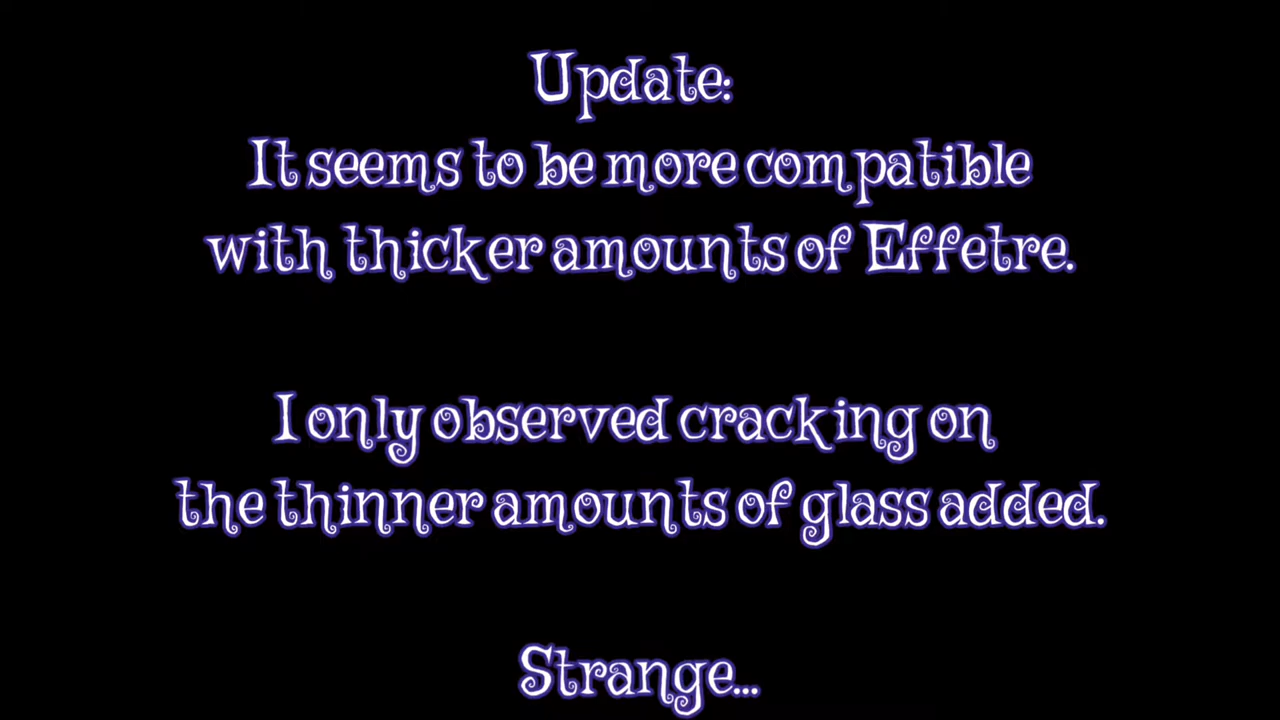 Update:
It seems to be more compatible
with thicker amounts of Effetre.
I only observed cracking on
the thinner amounts of glass added.
Strange...